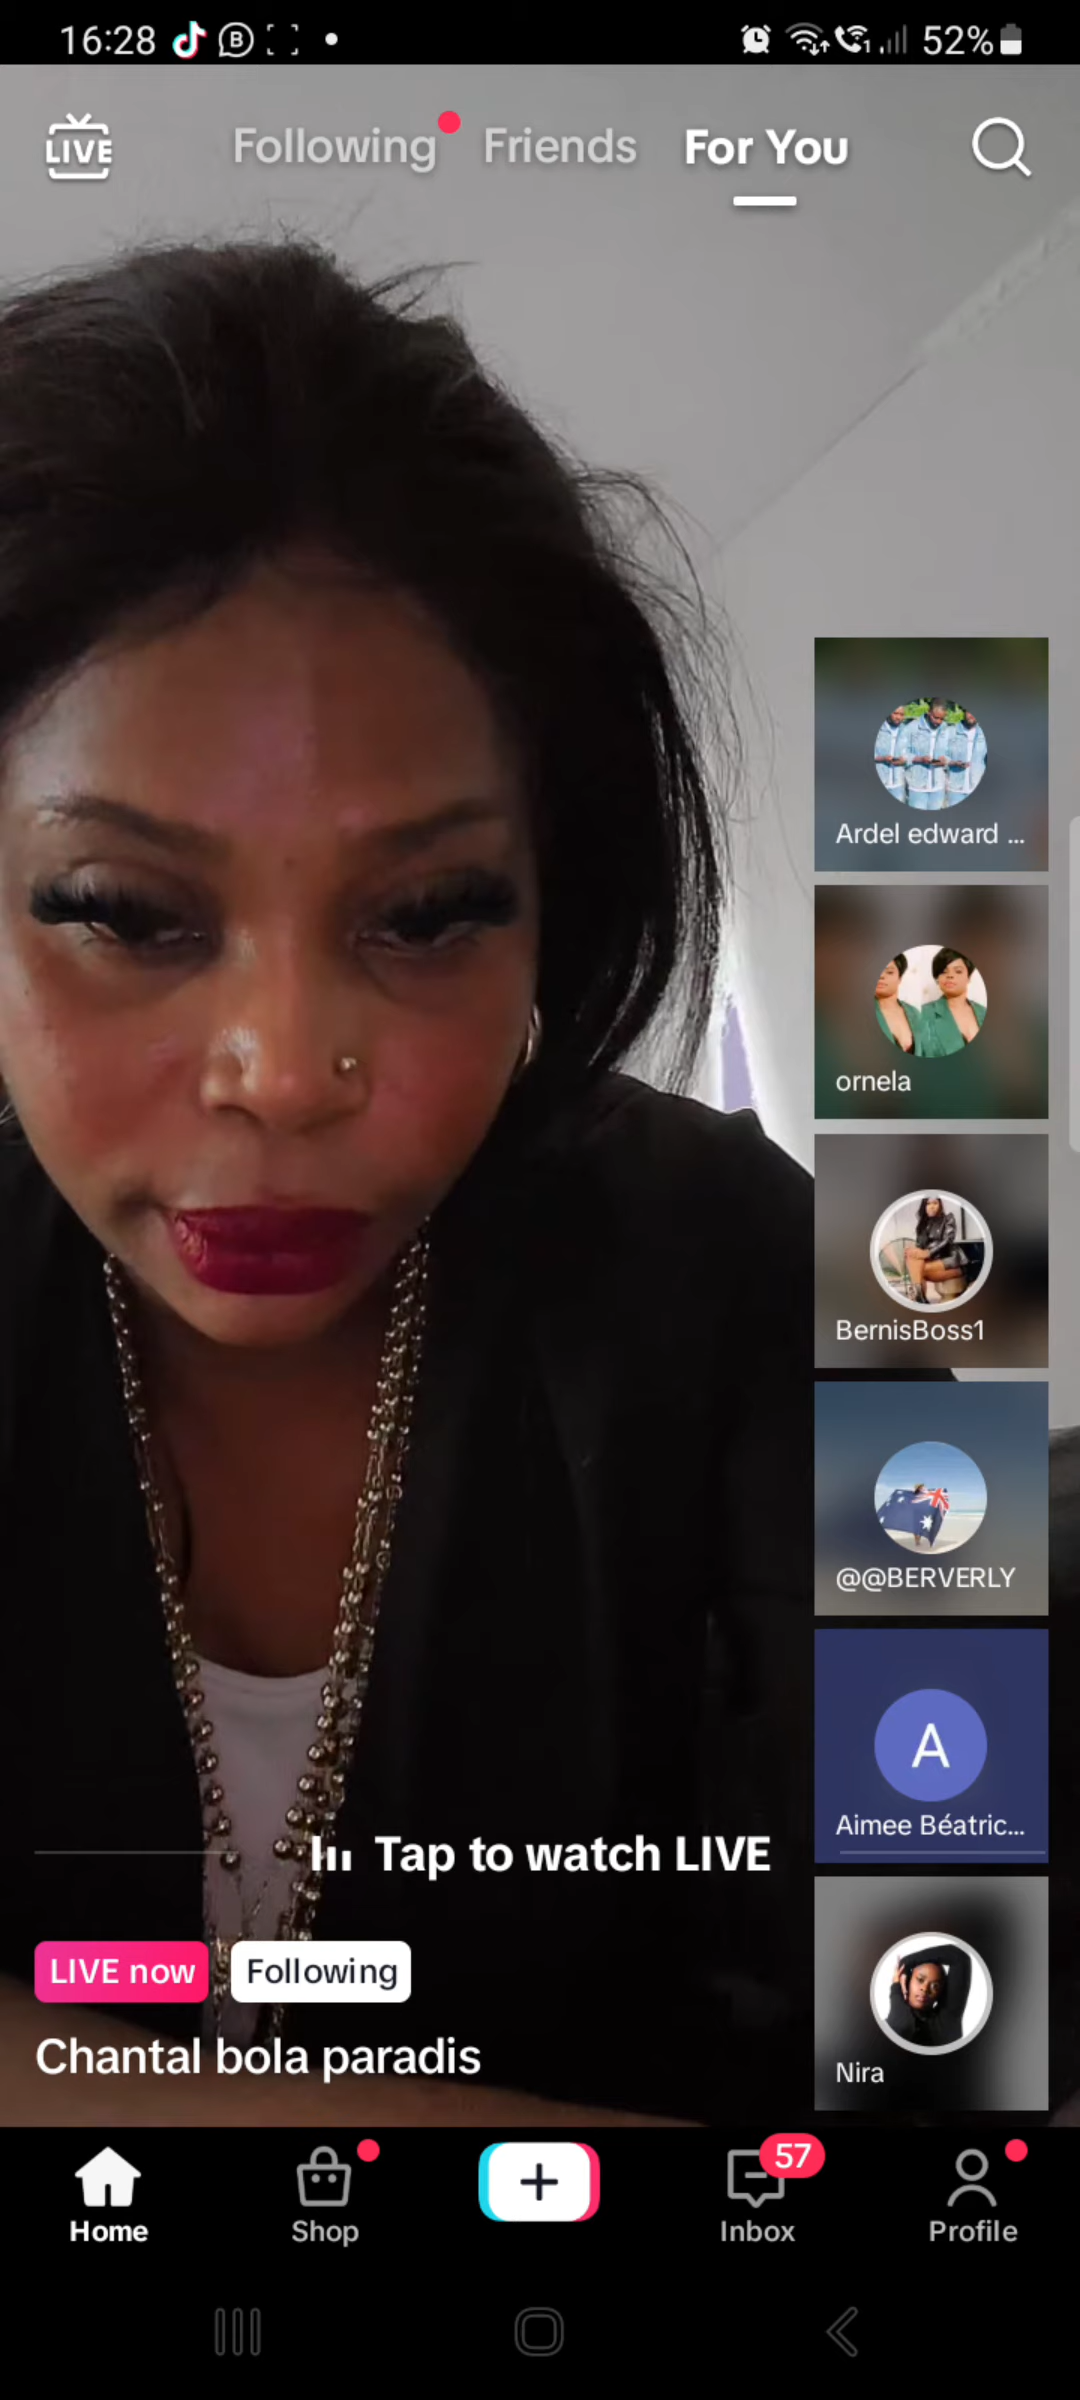 16:28
B
1
52%
LIVE
Following
Friends
For You
Ardel edward ...
ornela
BernisBoss1
@@BERVERLY
A
Aimee Béatric...
Tap to watch LIVE
LIVE now
Following
Nira
Chantal bola paradis
57
Home
Shop
Inbox
Profile